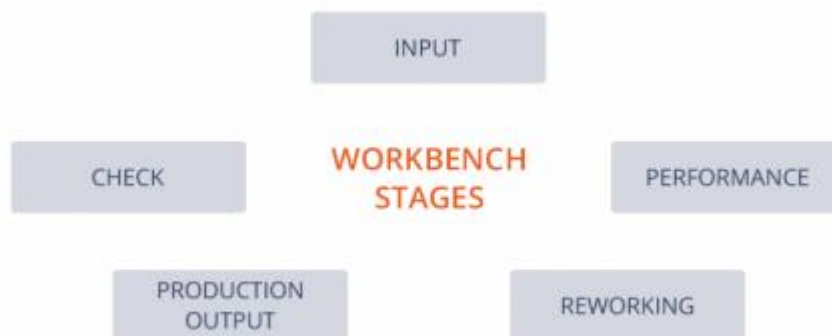 INPUT
CHECK
WORKBENCH
STAGES
PERFORMANCE
PRODUCTION
OUTPUT
REWORKING